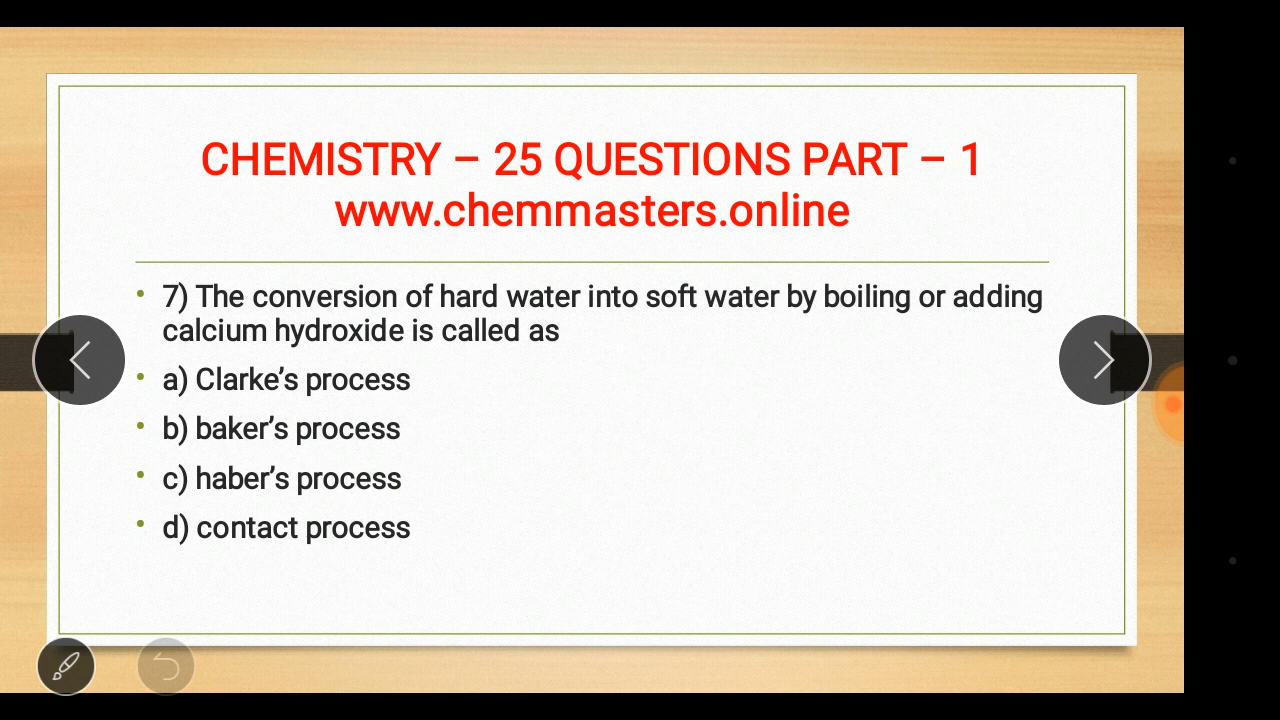 CHEMISTRY – 25 QUESTIONS PART – 1
www.chemmasters.online
• 7) The conversion of hard water into soft water by boiling or adding
calcium hydroxide is called as
• a) Clarke’s process
• b) baker’s process
• c) haber’s process
• d) contact process